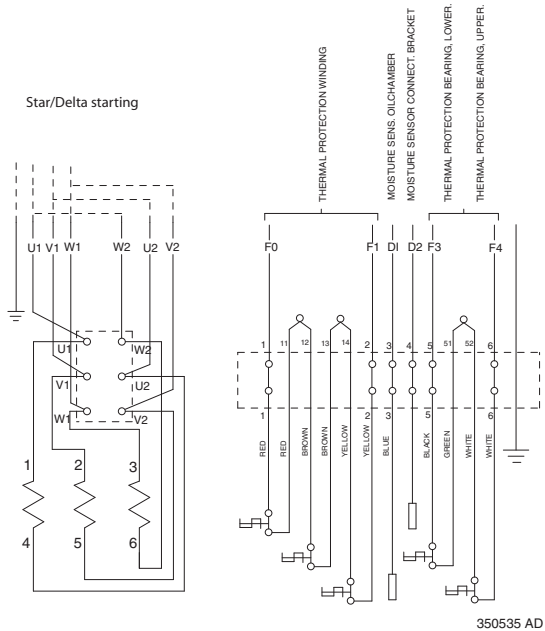 Star/Delta starting
U1 V1 W1 W2 U2 V2
U1 W2
V1 U2
W1 V2
1 2 3
4 5 6
THERMAL PROTECTION WINDING
MOISTURE SENS. OILCHAMBER
MOISTURE SENSOR CONNECT. BRACKET
THERMAL PROTECTION BEARING, LOWER.
THERMAL PROTECTION BEARING, UPPER.
F0 F1 DI D2 F3 F4
1 11 12 13 14 2 3 4 5 51 52 6
1 2 3 5 6
RED
RED
BROWN
BROWN
YELLOW
YELLOW
BLUE
BLACK
GREEN
WHITE
WHITE
350535 AD